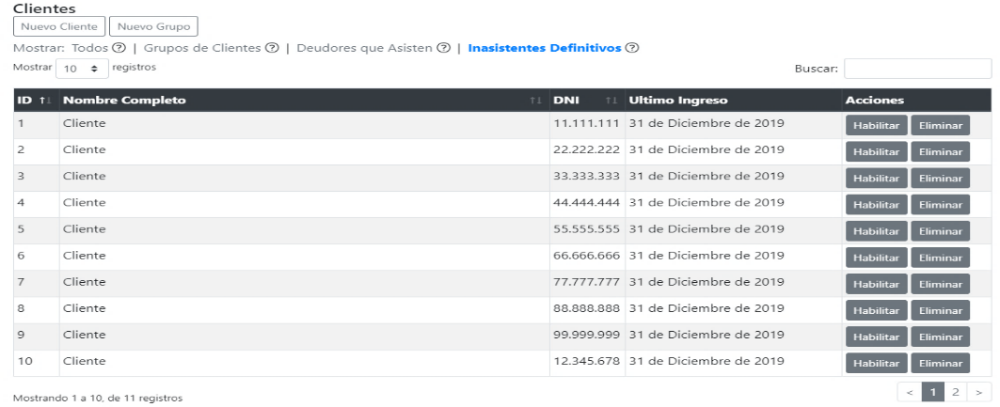 Clientes
Nuevo Cliente Nuevo Grupo
Mostrar: Todos ? | Grupos de Clientes ? | Deudores que Asisten ? | Inasistentes Definitivos ?
Mostrar 10 registros Buscar:
ID Nombre Completo DNI Ultimo Ingreso Acciones
1 Cliente 11.111.111 31 de Diciembre de 2019 Habilitar Eliminar
2 Cliente 22.222.222 31 de Diciembre de 2019 Habilitar Eliminar
3 Cliente 33.333.333 31 de Diciembre de 2019 Habilitar Eliminar
4 Cliente 44.444.444 31 de Diciembre de 2019 Habilitar Eliminar
5 Cliente 55.555.555 31 de Diciembre de 2019 Habilitar Eliminar
6 Cliente 66.666.666 31 de Diciembre de 2019 Habilitar Eliminar
7 Cliente 77.777.777 31 de Diciembre de 2019 Habilitar Eliminar
8 Cliente 88.888.888 31 de Diciembre de 2019 Habilitar Eliminar
9 Cliente 99.999.999 31 de Diciembre de 2019 Habilitar Eliminar
10 Cliente 12.345.678 31 de Diciembre de 2019 Habilitar Eliminar
Mostrando 1 a 10, de 11 registros < 1 2 >